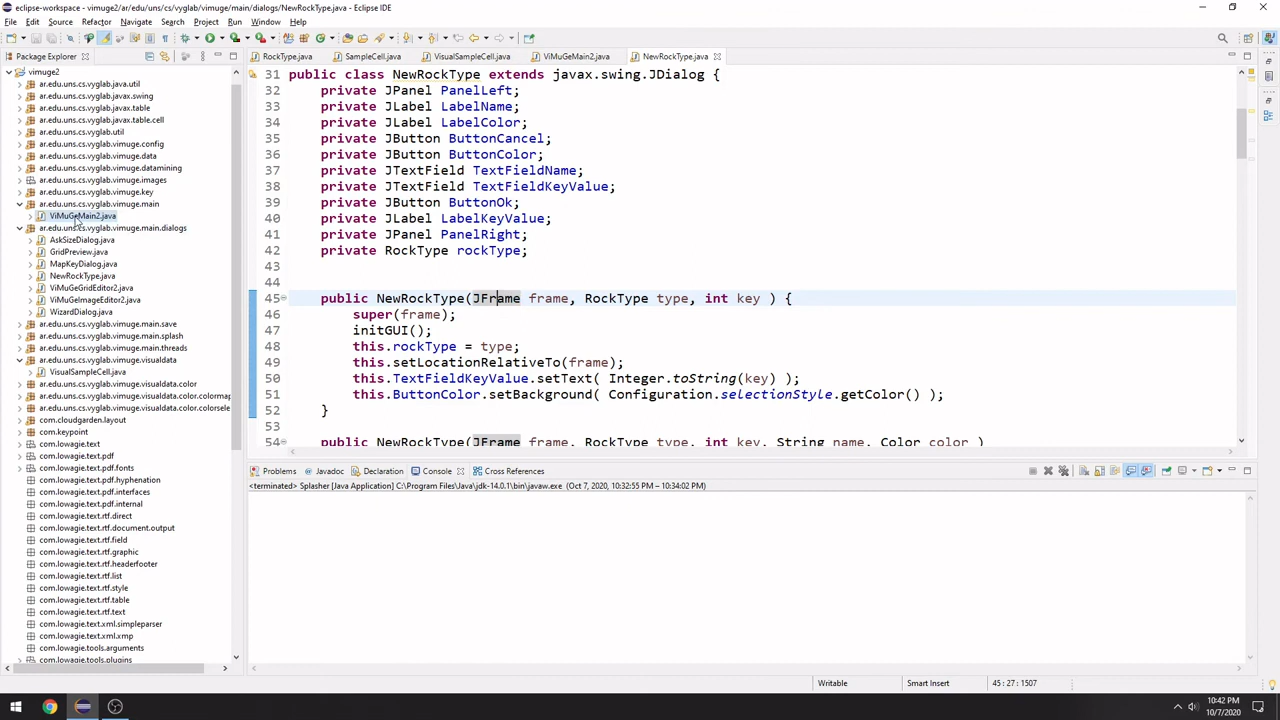 eclipse-workspace - vimuge2/ar/edu/uns/cs/vyglab/vimuge/main/dialogs/NewRockType.java - Eclipse IDE
File Edit Source Refactor Navigate Search Project Run Window Help
Package Explorer
RockType.java SampleCell.java VisualSampleCell.java ViMuGeMain2.java NewRockType.java
vimuge2
ar.edu.uns.cs.vyglab.java.util
ar.edu.uns.cs.vyglab.javax.swing
ar.edu.uns.cs.vyglab.javax.table
ar.edu.uns.cs.vyglab.javax.table.cell
ar.edu.uns.cs.vyglab.util
ar.edu.uns.cs.vyglab.vimuge.config
ar.edu.uns.cs.vyglab.vimuge.data
ar.edu.uns.cs.vyglab.vimuge.datamining
ar.edu.uns.cs.vyglab.vimuge.images
ar.edu.uns.cs.vyglab.vimuge.key
ar.edu.uns.cs.vyglab.vimuge.main
ViMuGeMain2.java
ar.edu.uns.cs.vyglab.vimuge.main.dialogs
AskSizeDialog.java
GridPreview.java
MapKeyDialog.java
NewRockType.java
ViMuGeGridEditor2.java
ViMuGeImageEditor2.java
WizardDialog.java
ar.edu.uns.cs.vyglab.vimuge.main.save
ar.edu.uns.cs.vyglab.vimuge.main.splash
ar.edu.uns.cs.vyglab.vimuge.main.threads
ar.edu.uns.cs.vyglab.vimuge.visualdata
VisualSampleCell.java
ar.edu.uns.cs.vyglab.vimuge.visualdata.color
ar.edu.uns.cs.vyglab.vimuge.visualdata.color.colormap
ar.edu.uns.cs.vyglab.vimuge.visualdata.color.colorsele
com.cloudgarden.layout
com.keypoint
com.lowagie.text
com.lowagie.text.pdf
com.lowagie.text.pdf.fonts
com.lowagie.text.pdf.hyphenation
com.lowagie.text.pdf.interfaces
com.lowagie.text.pdf.internal
com.lowagie.text.rtf.direct
com.lowagie.text.rtf.document.output
com.lowagie.text.rtf.field
com.lowagie.text.rtf.graphic
com.lowagie.text.rtf.headerfooter
com.lowagie.text.rtf.list
com.lowagie.text.rtf.style
com.lowagie.text.rtf.table
com.lowagie.text.rtf.text
com.lowagie.text.xml.simpleparser
com.lowagie.text.xml.xmp
com.lowagie.tools.arguments
com.lowagie.tools.plugins
31 public class NewRockType extends javax.swing.JDialog {
32 private JPanel PanelLeft;
33 private JLabel LabelName;
34 private JLabel LabelColor;
35 private JButton ButtonCancel;
36 private JButton ButtonColor;
37 private JTextField TextFieldName;
38 private JTextField TextFieldKeyValue;
39 private JButton ButtonOk;
40 private JLabel LabelKeyValue;
41 private JPanel PanelRight;
42 private RockType rockType;
43
44
45 public NewRockType(JFrame frame, RockType type, int key ) {
46 super(frame);
47 initGUI();
48 this.rockType = type;
49 this.setLocationRelativeTo(frame);
50 this.TextFieldKeyValue.setText( Integer.toString(key) );
51 this.ButtonColor.setBackground( Configuration.selectionStyle.getColor() );
52 }
53
54 public NewRockType(JFrame frame, RockType type, int key, String name, Color color )
Problems Javadoc Declaration Console Cross References
<terminated> Splasher [Java Application] C:\Program Files\Java\jdk-14.0.1\bin\javaw.exe (Oct 7, 2020, 10:32:55 PM – 10:34:02 PM)
Writable Smart Insert 45 : 27 : 1507
10:42 PM
10/7/2020